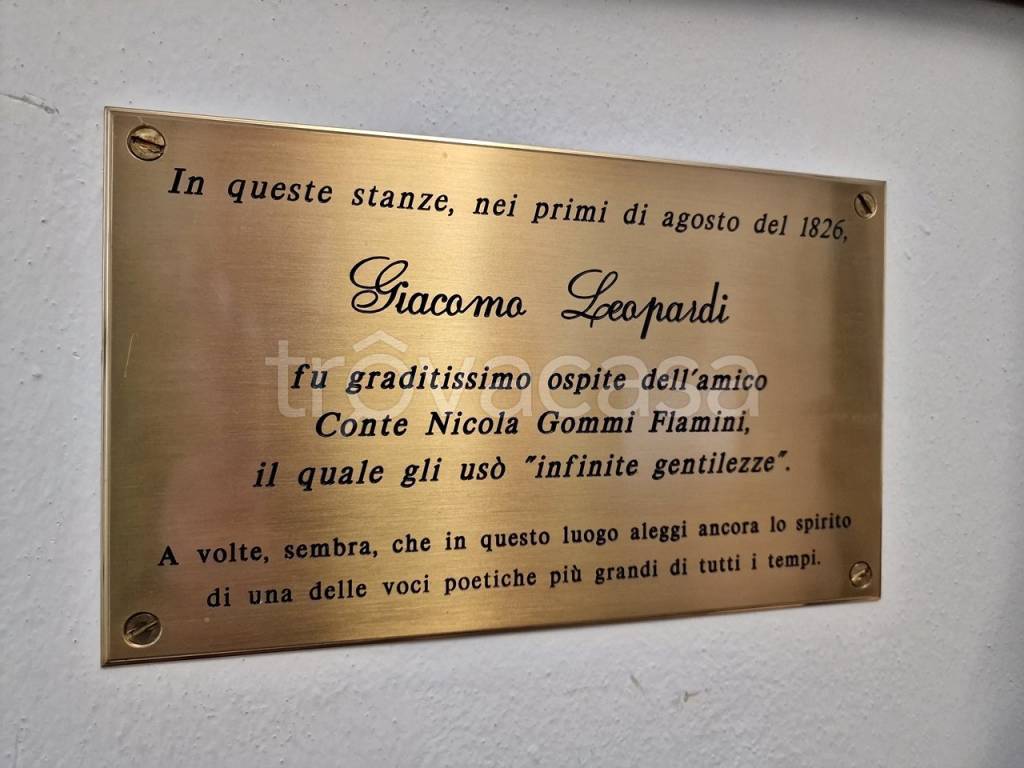 In queste stanze, nei primi di agosto del 1826,
Giacomo Leopardi
fu graditissimo ospite dell'amico
Conte Nicola Gommi Flamini,
il quale gli usò "infinite gentilezze".
A volte, sembra, che in questo luogo aleggi ancora lo spirito
di una delle voci poetiche più grandi di tutti i tempi.
trôvacasa